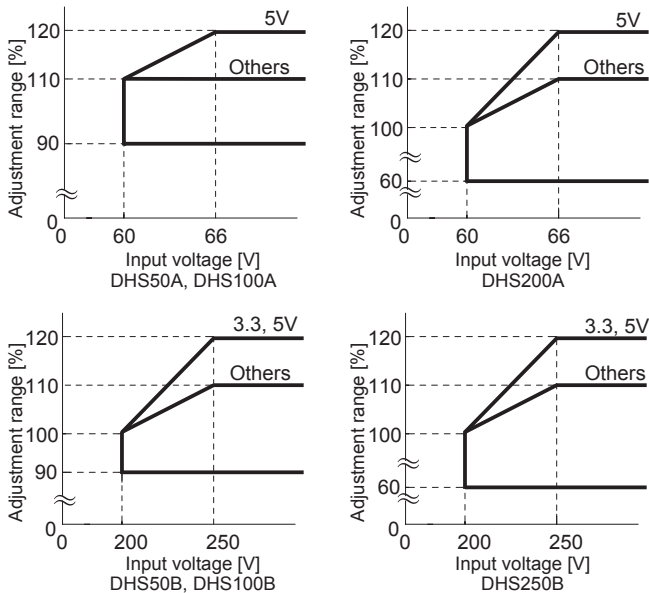 Adjustment range [%]
120
110
90
0
0
60
66
5V
Others
Input voltage [V]
DHS50A, DHS100A
Adjustment range [%]
120
110
100
60
0
0
60
66
5V
Others
Input voltage [V]
DHS200A
Adjustment range [%]
120
110
100
90
0
0
200
250
3.3, 5V
Others
Input voltage [V]
DHS50B, DHS100B
Adjustment range [%]
120
110
100
60
0
0
200
250
3.3, 5V
Others
Input voltage [V]
DHS250B